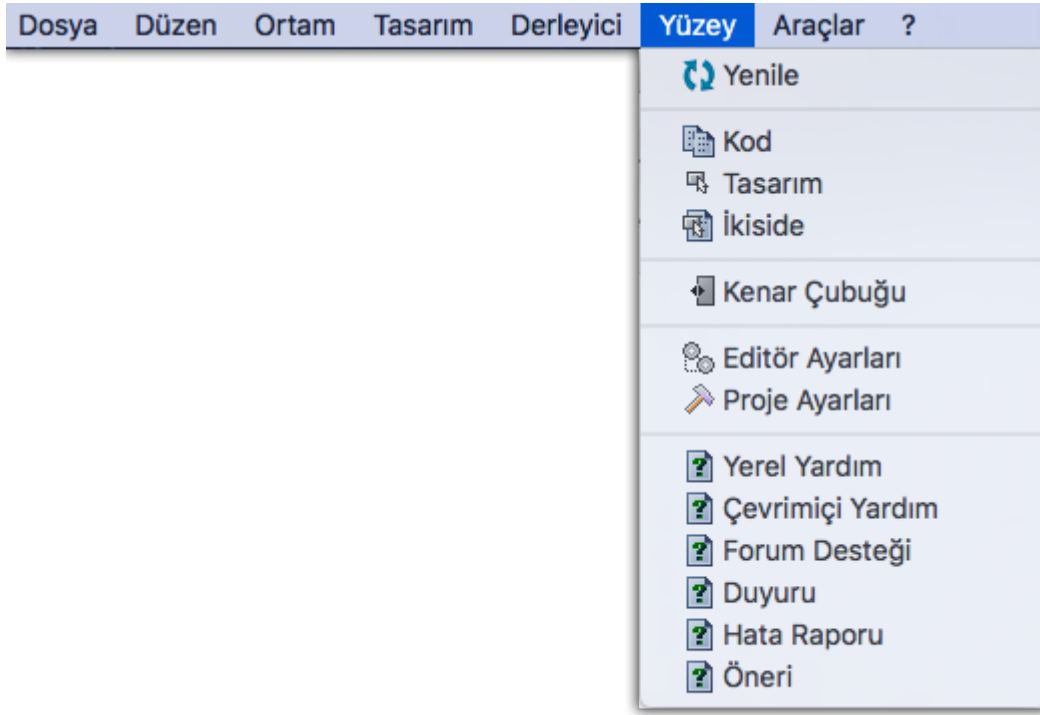 Dosya Düzen Ortam Tasarım Derleyici Yüzey Araçlar ?
Yenile
Kod
Tasarım
İkiside
Kenar Çubuğu
Editör Ayarları
Proje Ayarları
Yerel Yardım
Çevrimiçi Yardım
Forum Desteği
Duyuru
Hata Raporu
Öneri